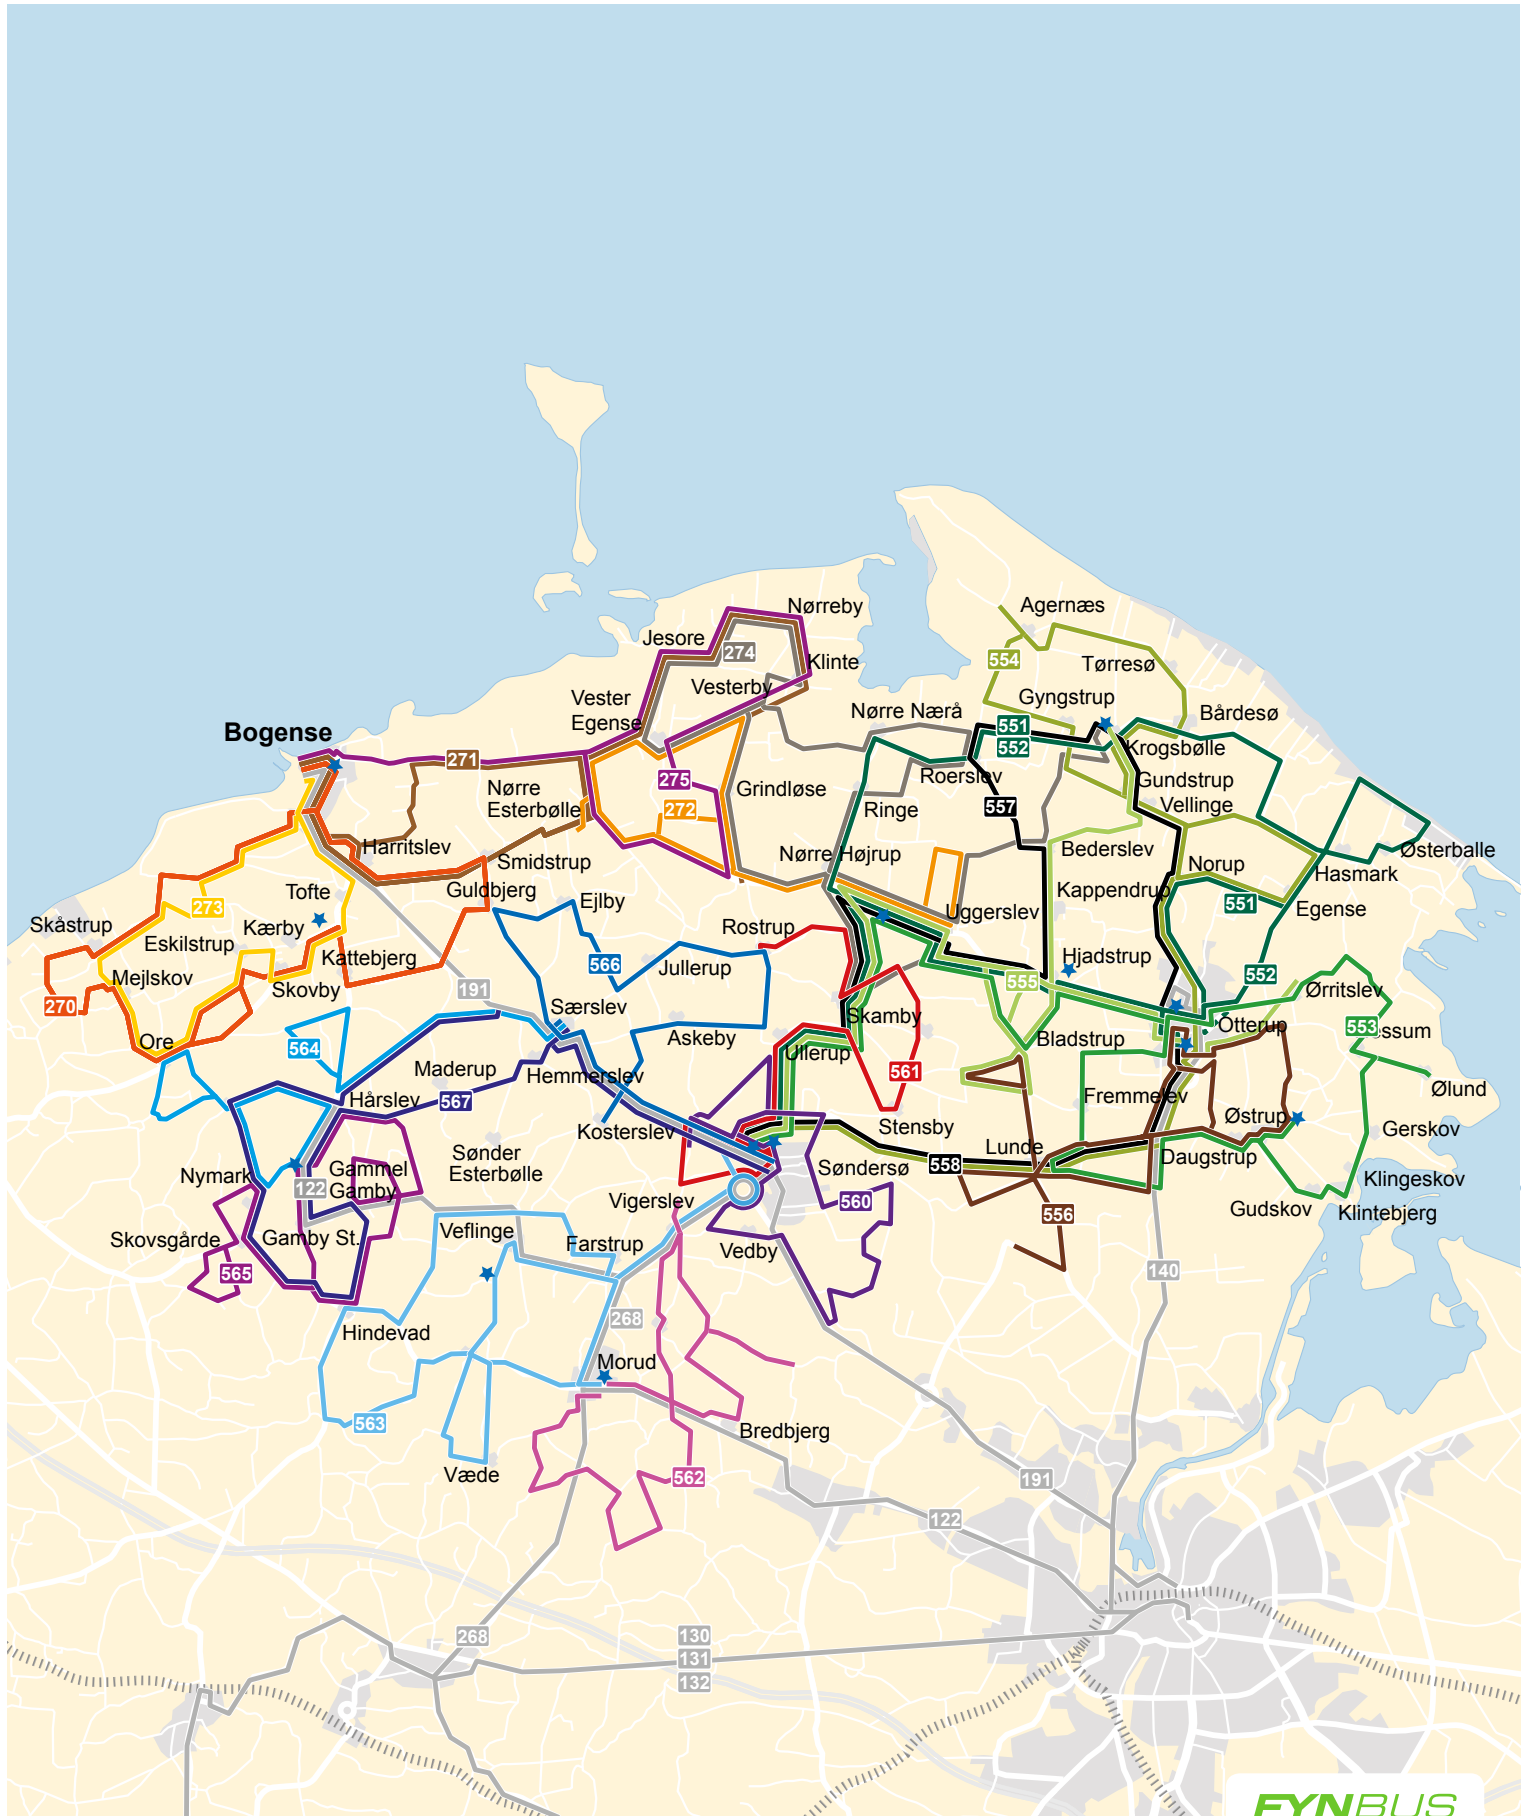 Agernæs
Nørreby
Jesore
274
554
Tørresø
Klinte
Vesterby
Gyngstrup
Vester
Egense
Nørre Nærå
551
Bårdesø
Bogense
552
Krogsbølle
271
Roerslev
Gundstrup
275
Nørre
Esterbølle
Grindløse
272
Ringe
557
Vellinge
Harritslev
Smidstrup
Nørre Højrup
Bederslev
Østerballe
Norup
Hasmark
Tofte
Guldbjerg
Ejlby
Kappendrup
273
Uggerslev
551
Egense
Skåstrup
Kærby
Rostrup
Eskilstrup
Kattebjerg
566
Jullerup
Hjadstrup
Mejlskov
555
552
Skovby
191
Ørritslev
270
Særslev
Skamby
Otterup
553
essum
Ore
564
Askeby
Bladstrup
Ullerup
Maderup
Hemmerslev
561
Ølund
Hårslev
567
Fremmelev
Østrup
Kosterslev
Stensby
Gerskov
Sønder
Esterbølle
Lunde
Daugstrup
Nymark
Gammel
Gamby
Søndersø
558
Klingeskov
122
Vigerslev
560
Gudskov
Klintebjerg
556
Skovsgårde
Gamby St.
Veflinge
Farstrup
Vedby
565
140
268
Hindevad
Morud
563
Bredbjerg
Væde
562
191
122
268
130
131
132
FYNBUS